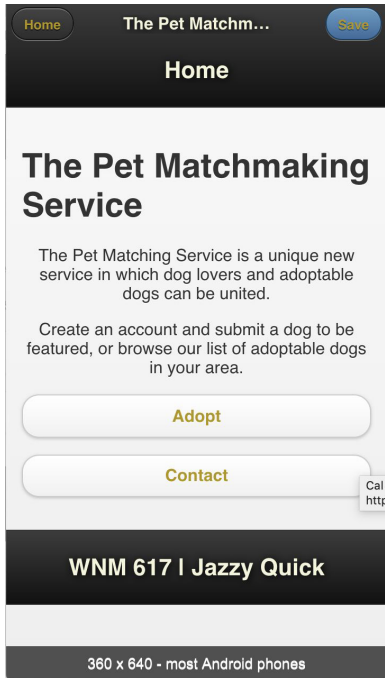 Home
The Pet Matchm...
Save
Home
The Pet Matchmaking
Service
The Pet Matching Service is a unique new
service in which dog lovers and adoptable
dogs can be united.
Create an account and submit a dog to be
featured, or browse our list of adoptable dogs
in your area.
Adopt
Contact
Cal
http
WNM 617 | Jazzy Quick
360 x 640 - most Android phones